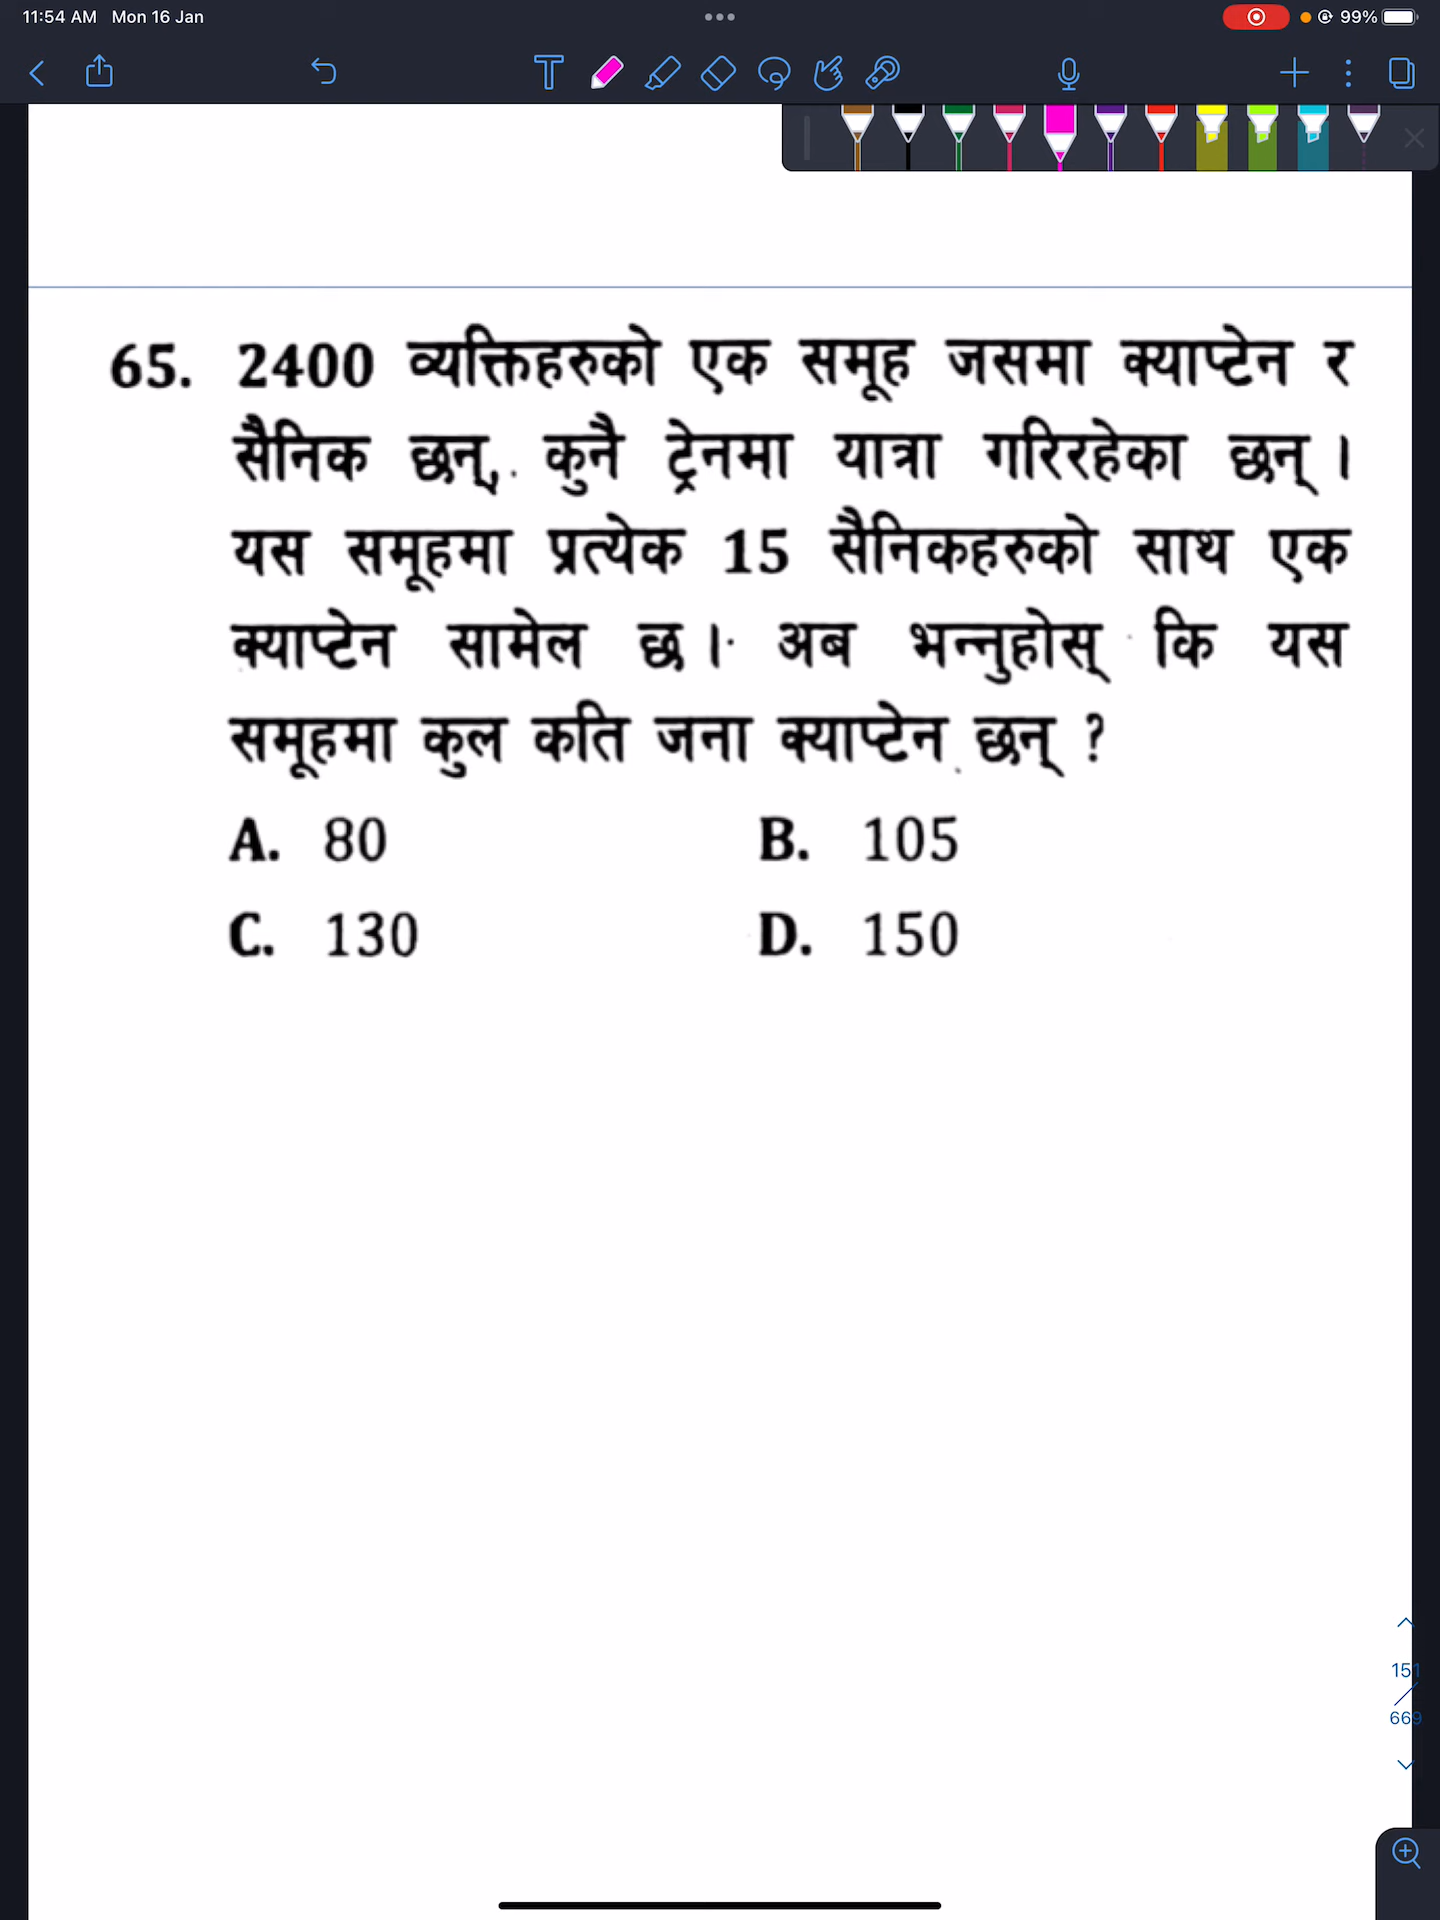 11:54 AM Mon 16 Jan
99%
65. 2400 व्यक्तिहरुको एक समूह जसमा क्याप्टेन र
सैनिक छन्, कुनै ट्रेनमा यात्रा गरिरहेका छन् ।
यस समूहमा प्रत्येक 15 सैनिकहरुको साथ एक
क्याप्टेन सामेल छ । अब भन्नुहोस् कि यस
समूहमा कुल कति जना क्याप्टेन छन् ?
A. 80 B. 105
C. 130 D. 150
151
669